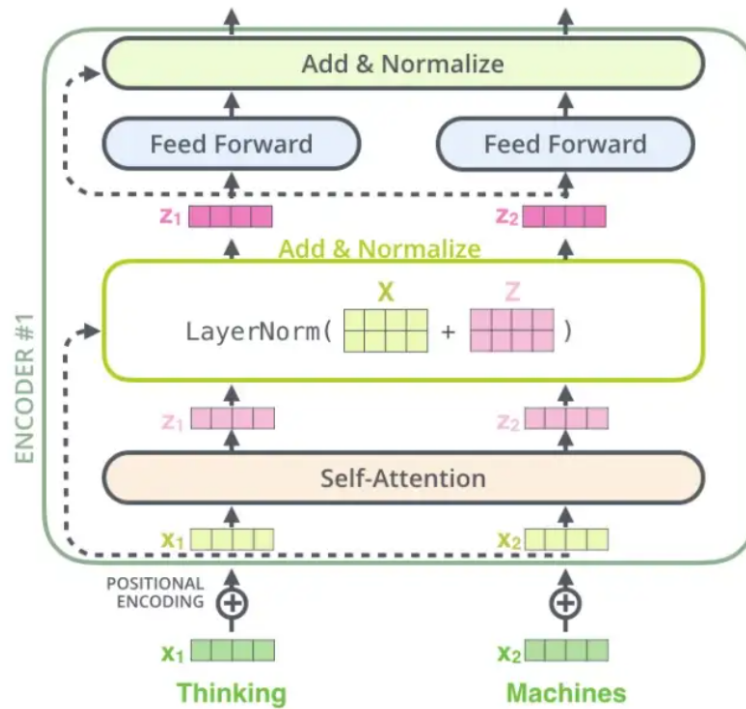 Add & Normalize
Feed Forward
Feed Forward
z1
z2
Add & Normalize
X
Z
LayerNorm( + )
ENCODER #1
z1
z2
Self-Attention
x1
x2
POSITIONAL
ENCODING
x1
x2
Thinking
Machines